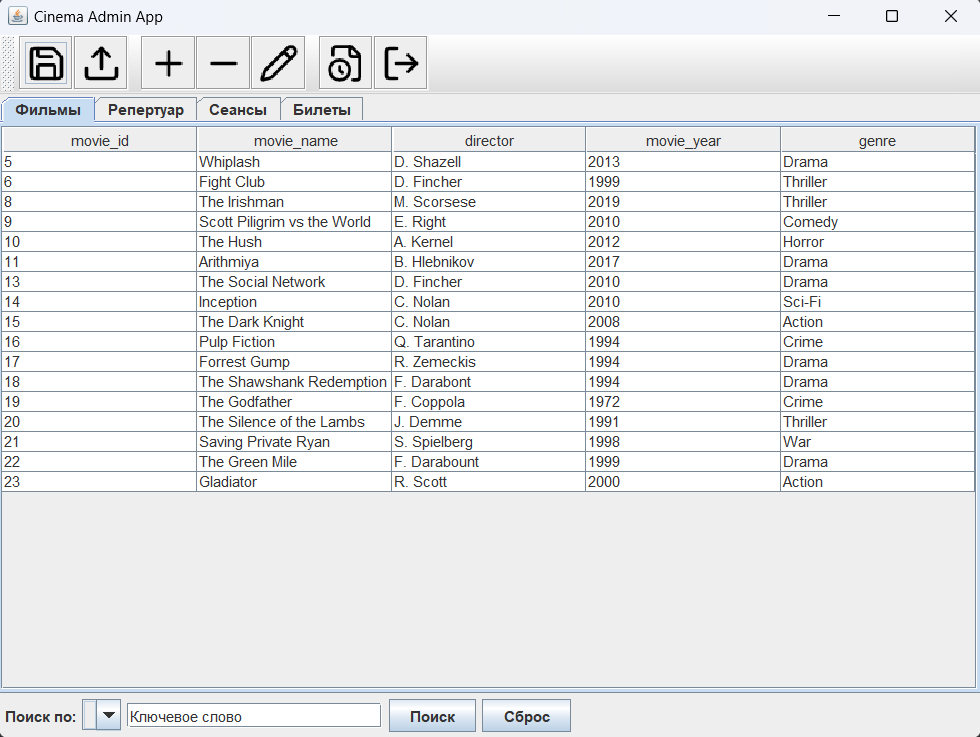 Cinema Admin App
Фильмы Репертуар Сеансы Билеты
movie_id movie_name director movie_year genre
5 Whiplash D. Shazell 2013 Drama
6 Fight Club D. Fincher 1999 Thriller
8 The Irishman M. Scorsese 2019 Thriller
9 Scott Piligrim vs the World E. Right 2010 Comedy
10 The Hush A. Kernel 2012 Horror
11 Arithmiya B. Hlebnikov 2017 Drama
13 The Social Network D. Fincher 2010 Drama
14 Inception C. Nolan 2010 Sci-Fi
15 The Dark Knight C. Nolan 2008 Action
16 Pulp Fiction Q. Tarantino 1994 Crime
17 Forrest Gump R. Zemeckis 1994 Drama
18 The Shawshank Redemption F. Darabont 1994 Drama
19 The Godfather F. Coppola 1972 Crime
20 The Silence of the Lambs J. Demme 1991 Thriller
21 Saving Private Ryan S. Spielberg 1998 War
22 The Green Mile F. Darabount 1999 Drama
23 Gladiator R. Scott 2000 Action
Поиск по: Ключевое слово Поиск Сброс